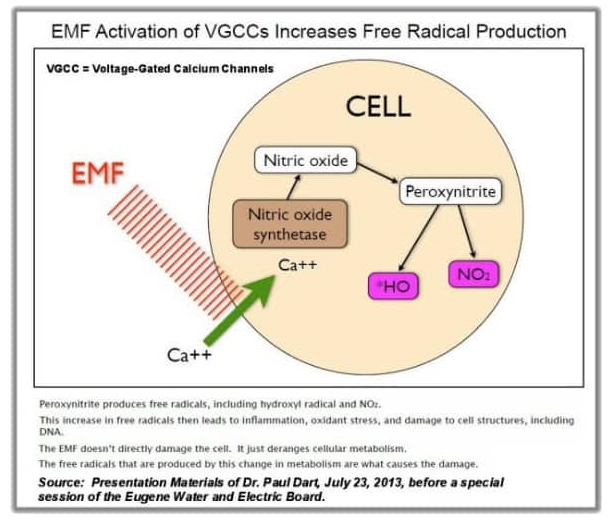 EMF Activation of VGCCs Increases Free Radical Production
VGCC = Voltage-Gated Calcium Channels
CELL
EMF
Nitric oxide
Peroxynitrite
Nitric oxide
synthetase
Ca++
*HO
NO₂
Ca++
Peroxynitrite produces free radicals, including hydroxyl radical and NO₂.
This increase in free radicals then leads to inflammation, oxidant stress, and damage to cell structures, including
DNA.
The EMF doesn't directly damage the cell. It just deranges cellular metabolism.
The free radicals that are produced by this change in metabolism are what causes the damage.
Source: Presentation Materials of Dr. Paul Dart, July 23, 2013, before a special
session of the Eugene Water and Electric Board.